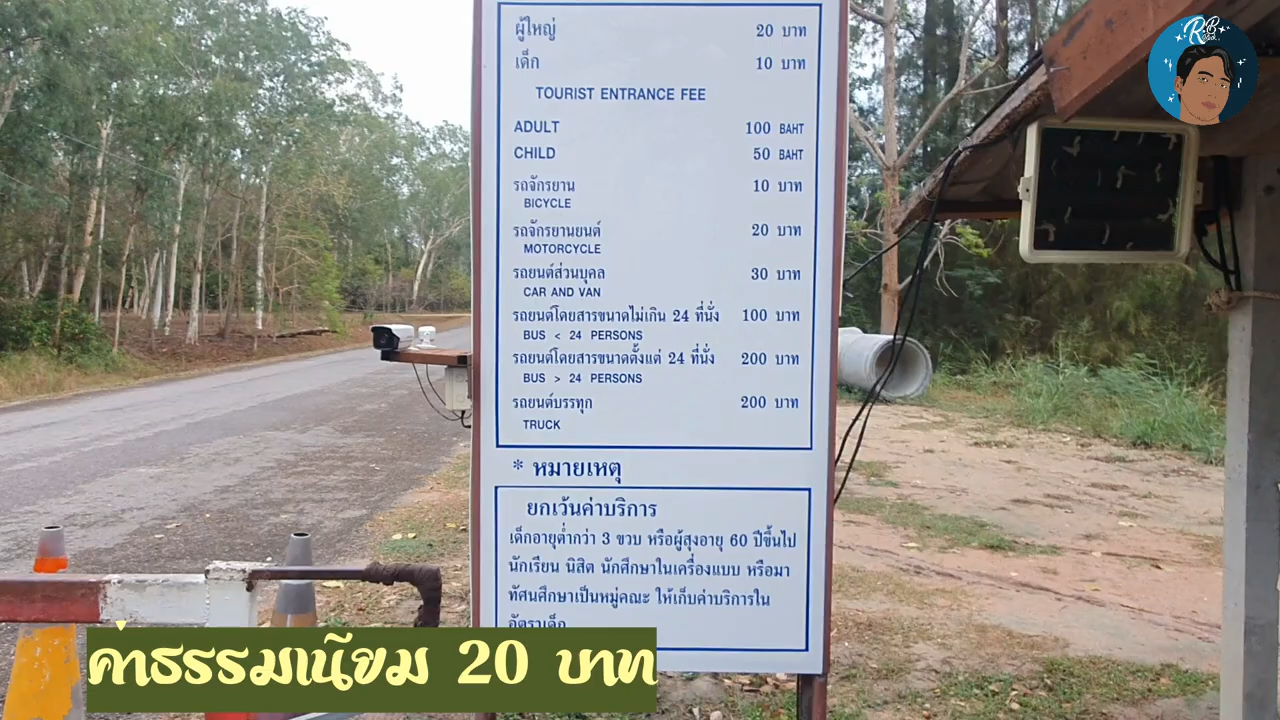 ผู้ใหญ่ 20 บาท
เด็ก 10 บาท
TOURIST ENTRANCE FEE
ADULT 100 BAHT
CHILD 50 BAHT
รถจักรยาน 10 บาท
BICYCLE
รถจักรยานยนต์ 20 บาท
MOTORCYCLE
รถยนต์ส่วนบุคล 30 บาท
CAR AND VAN
รถยนต์โดยสารขนาดไม่เกิน 24 ที่นั่ง 100 บาท
BUS < 24 PERSONS
รถยนต์โดยสารขนาดตั้งแต่ 24 ที่นั่ง 200 บาท
BUS > 24 PERSONS
รถยนต์บรรทุก 200 บาท
TRUCK
* หมายเหตุ
ยกเว้นค่าบริการ
เด็กอายุต่ำกว่า 3 ขวบ หรือผู้สูงอายุ 60 ปีขึ้นไป
นักเรียน นิสิต นักศึกษาในเครื่องแบบ หรือมา
ทัศนศึกษาเป็นหมู่คณะ ให้เก็บค่าบริการใน
อัตราเด็ก
ค่าธรรมเนียม 20 บาท